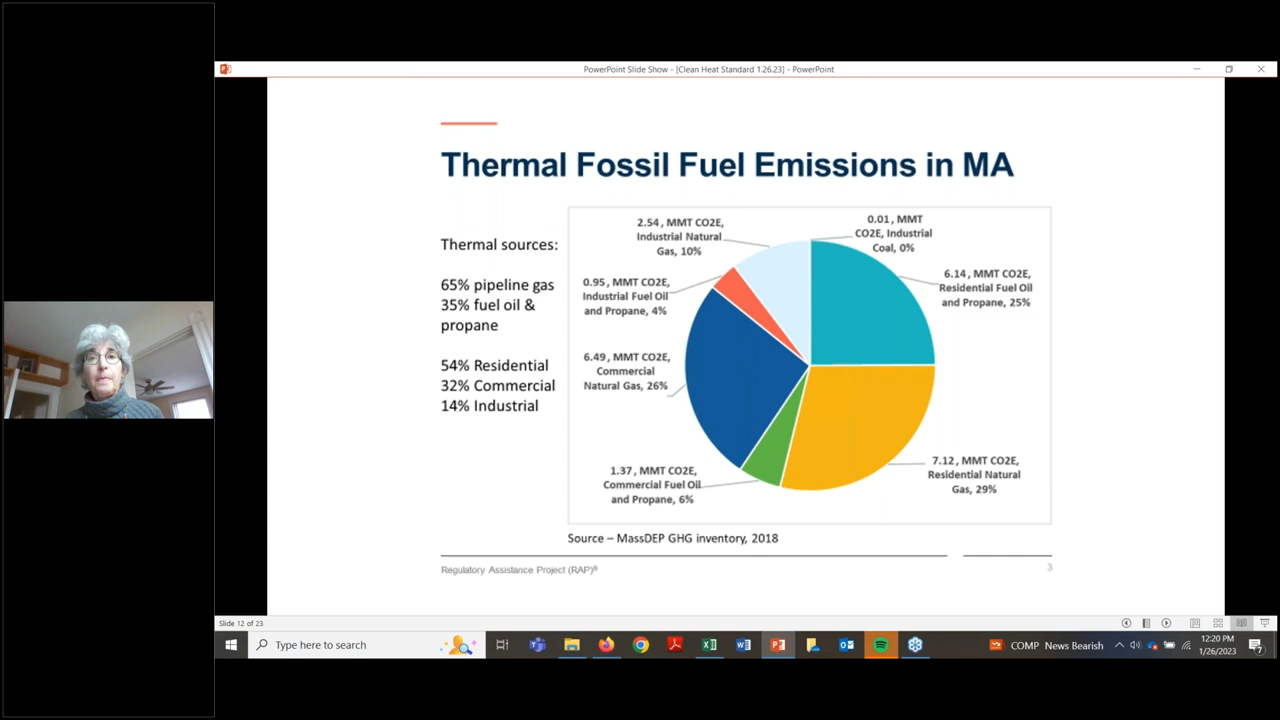 PowerPoint Slide Show - [Clean Heat Standard 1.26.23] - PowerPoint
Thermal Fossil Fuel Emissions in MA
Thermal sources:
65% pipeline gas
35% fuel oil &
propane
54% Residential
32% Commercial
14% Industrial
2.54 , MMT CO2E,
Industrial Natural
Gas, 10%
0.01 , MMT
CO2E, Industrial
Coal, 0%
0.95 , MMT CO2E,
Industrial Fuel Oil
and Propane, 4%
6.14 , MMT CO2E,
Residential Fuel Oil
and Propane, 25%
6.49 , MMT CO2E,
Commercial
Natural Gas, 26%
1.37 , MMT CO2E,
Commercial Fuel Oil
and Propane, 6%
7.12 , MMT CO2E,
Residential Natural
Gas, 29%
Source – MassDEP GHG inventory, 2018
Regulatory Assistance Project (RAP)®
3
Slide 12 of 23
Type here to search
COMP News Bearish
12:20 PM
1/26/2023
7